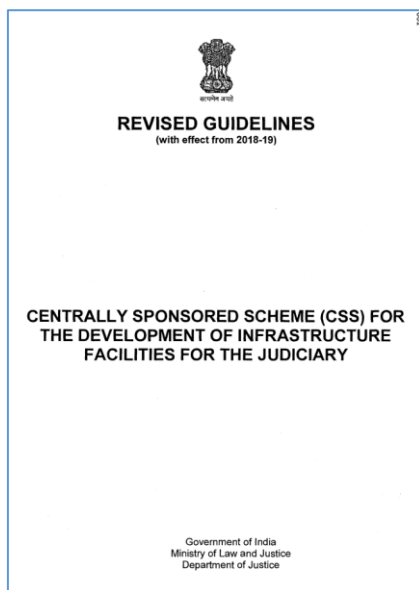 सत्यमेव जयते
REVISED GUIDELINES
(with effect from 2018-19)
CENTRALLY SPONSORED SCHEME (CSS) FOR
THE DEVELOPMENT OF INFRASTRUCTURE
FACILITIES FOR THE JUDICIARY
Government of India
Ministry of Law and Justice
Department of Justice